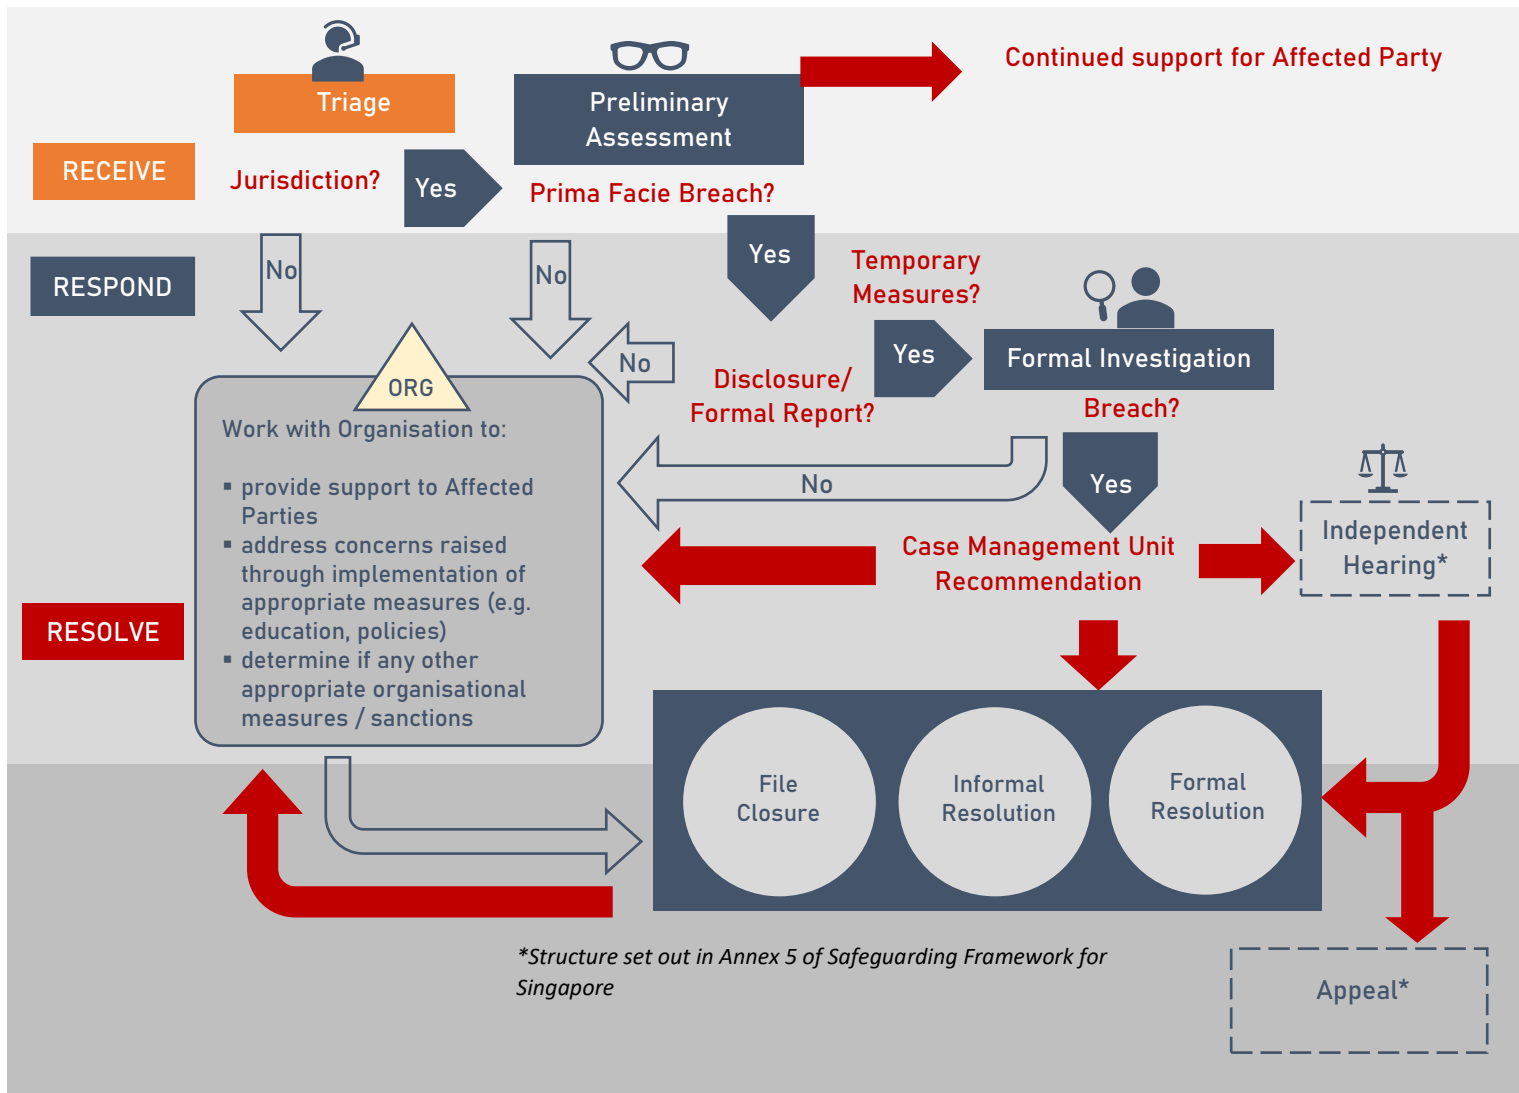 Continued support for Affected Party
Triage
Preliminary
Assessment
RECEIVE
Jurisdiction?
Yes
Prima Facie Breach?
RESPOND
No
No
Yes
Temporary
Measures?
No
Yes
Formal Investigation
ORG
Disclosure/
Formal Report?
Breach?
Work with Organisation to:
▪ provide support to Affected
Parties
▪ address concerns raised
through implementation of
appropriate measures (e.g.
education, policies)
▪ determine if any other
appropriate organisational
measures / sanctions
No
Yes
Case Management Unit
Recommendation
Independent
Hearing*
RESOLVE
File
Closure
Informal
Resolution
Formal
Resolution
*Structure set out in Annex 5 of Safeguarding Framework for
Singapore
Appeal*